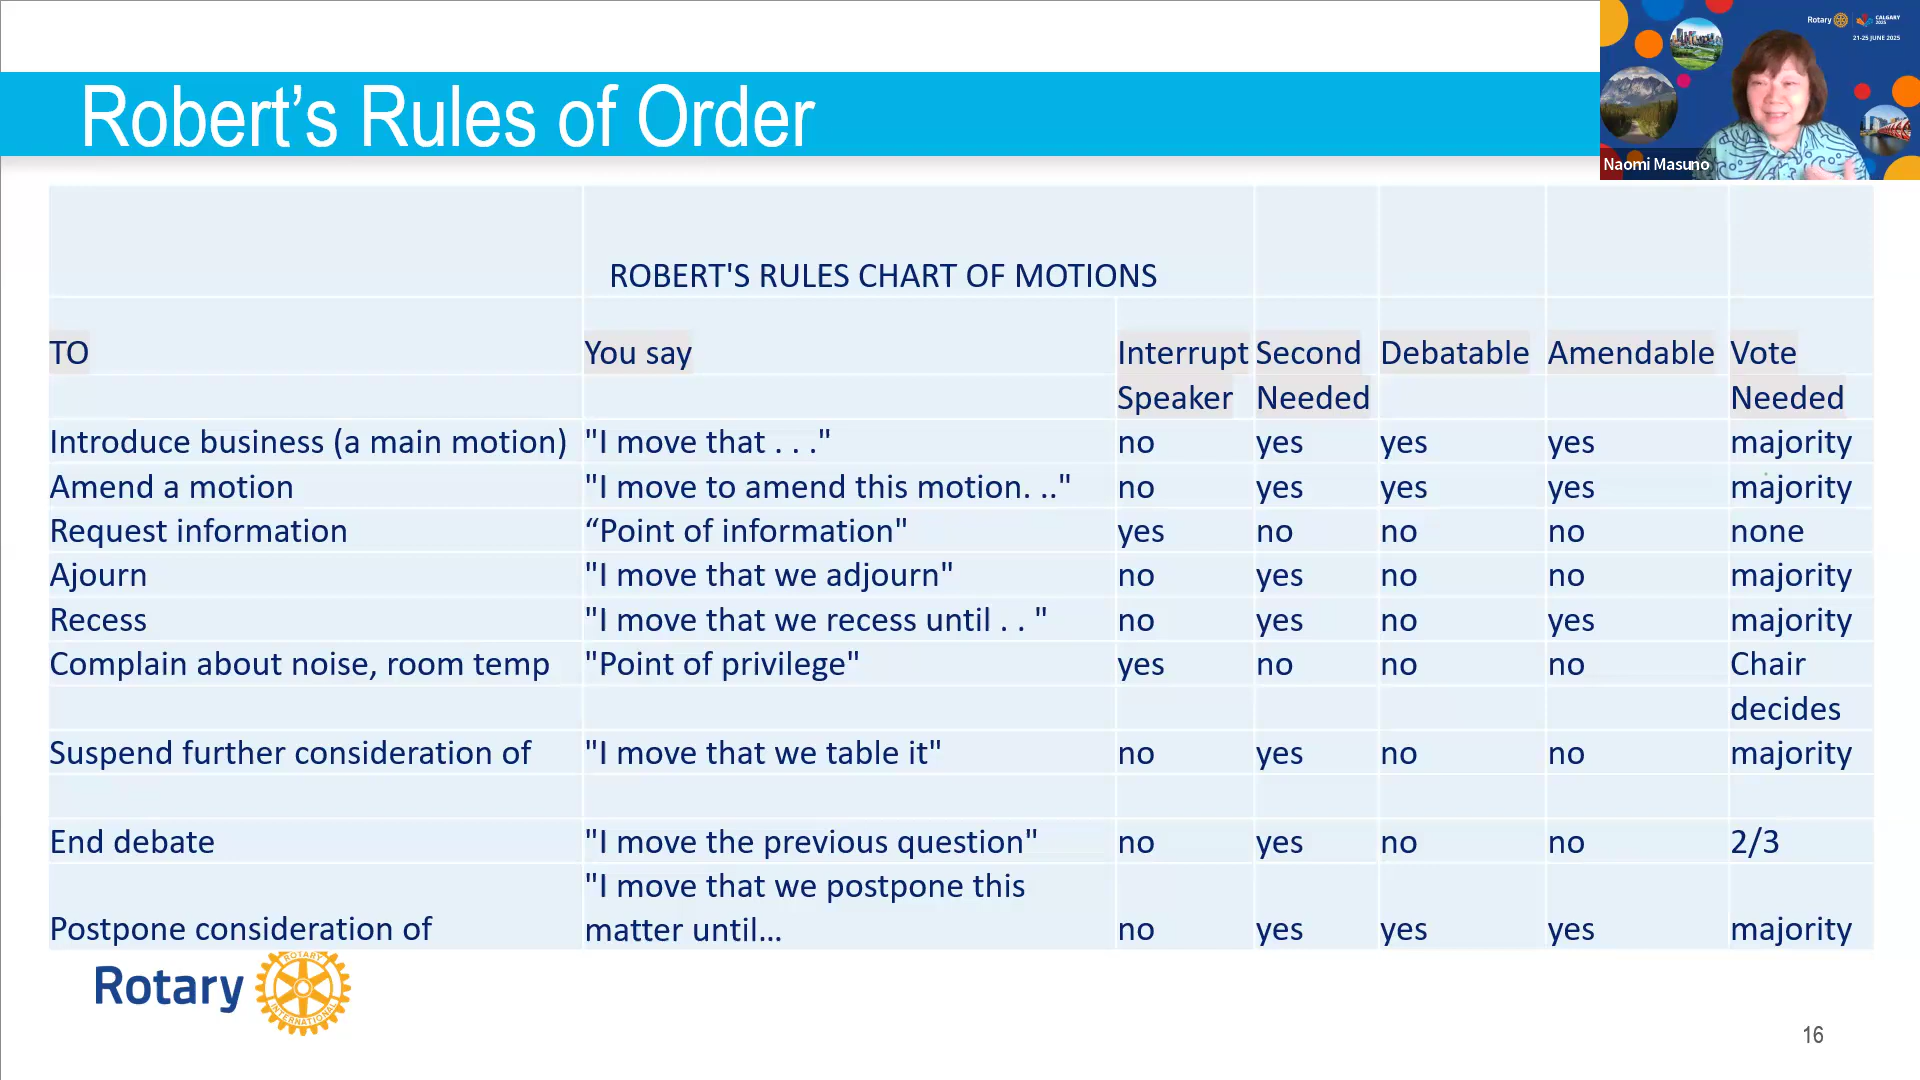 Robert’s Rules of Order
Rotary CALGARY 2025
21-25 JUNE 2025
Naomi Masuno
ROBERT'S RULES CHART OF MOTIONS
TO You say Interrupt Second Debatable Amendable Vote
Speaker Needed Needed
Introduce business (a main motion) "I move that . . ." no yes yes yes majority
Amend a motion "I move to amend this motion. .." no yes yes yes majority
Request information “Point of information" yes no no no none
Ajourn "I move that we adjourn" no yes no no majority
Recess "I move that we recess until . . " no yes no yes majority
Complain about noise, room temp "Point of privilege" yes no no no Chair
decides
Suspend further consideration of "I move that we table it" no yes no no majority
End debate "I move the previous question" no yes no no 2/3
"I move that we postpone this
Postpone consideration of matter until… no yes yes yes majority
Rotary
ROTARY
INTERNATIONAL
16